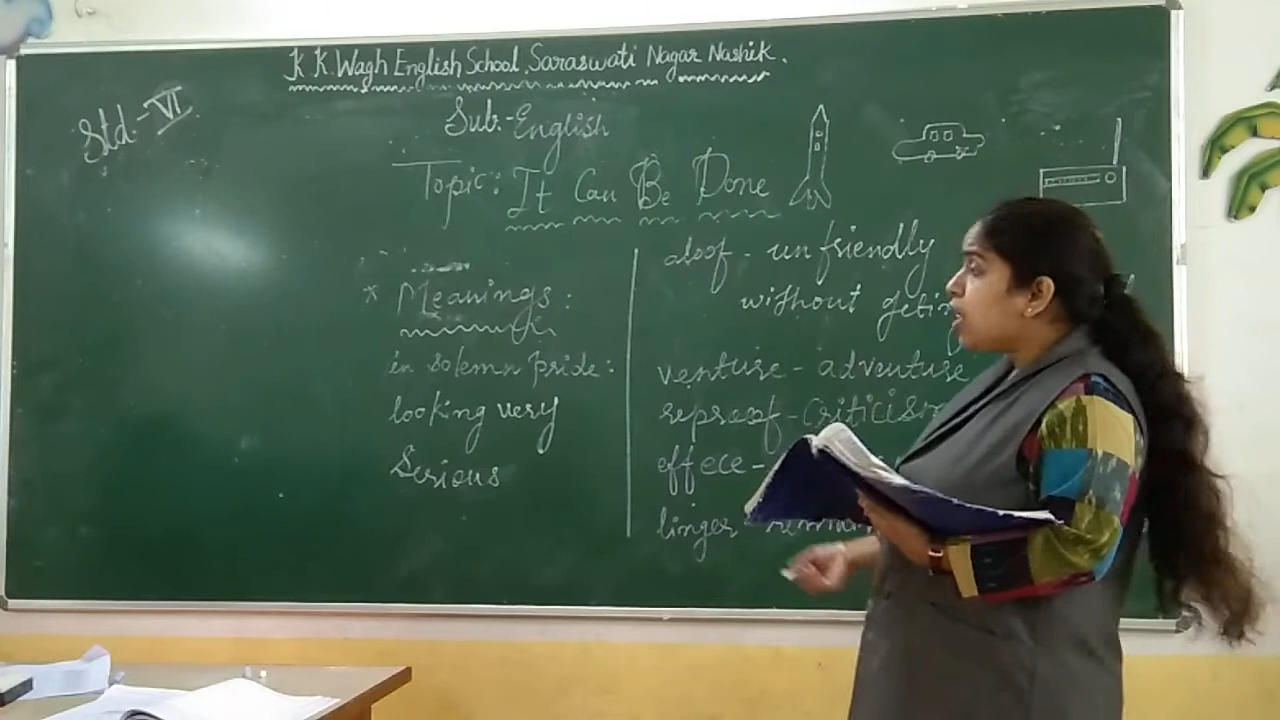 K K Wagh English School, Saraswati Nagar Nashik.
Std.-VI
Sub.-English
Topic: It Can Be Done
* Meanings:
in solemn pride:
looking very
Serious
aloof - unfriendly
without
venture - adventure
reproof - Criticism
effece -
linger -